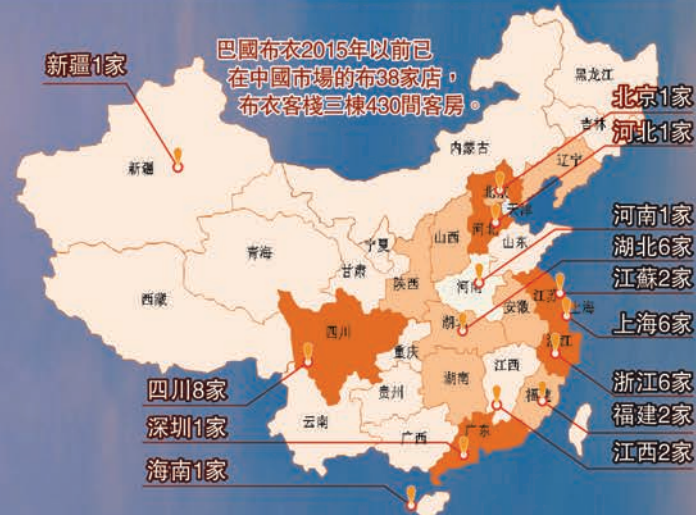 巴國布衣2015年以前已
在中國市場的布38家店，
布衣客棧三棟430間客房。
新疆1家
北京1家
河北1家
河南1家
湖北6家
江蘇2家
上海6家
浙江6家
福建2家
江西2家
四川8家
深圳1家
海南1家
黑龙江
吉林
辽宁
内蒙古
新疆
北京
天津
河北
山西
山东
宁夏
青海
甘肃
陕西
河南
江苏
安徽
上海
西藏
四川
重庆
湖北
浙江
湖南
江西
贵州
福建
云南
广西
广东